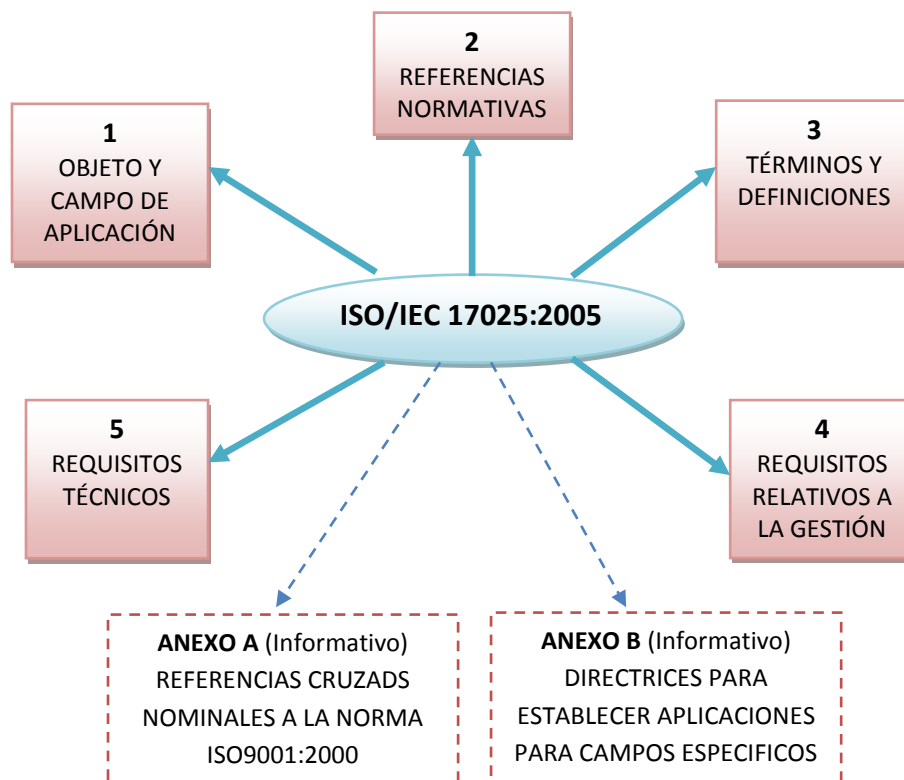 1
OBJETO Y
CAMPO DE
APLICACIÓN
2
REFERENCIAS
NORMATIVAS
3
TÉRMINOS Y
DEFINICIONES
ISO/IEC 17025:2005
5
REQUISITOS
TÉCNICOS
4
REQUISITOS
RELATIVOS A
LA GESTIÓN
ANEXO A (Informativo)
REFERENCIAS CRUZADS
NOMINALES A LA NORMA
ISO9001:2000
ANEXO B (Informativo)
DIRECTRICES PARA
ESTABLECER APLICACIONES
PARA CAMPOS ESPECIFICOS